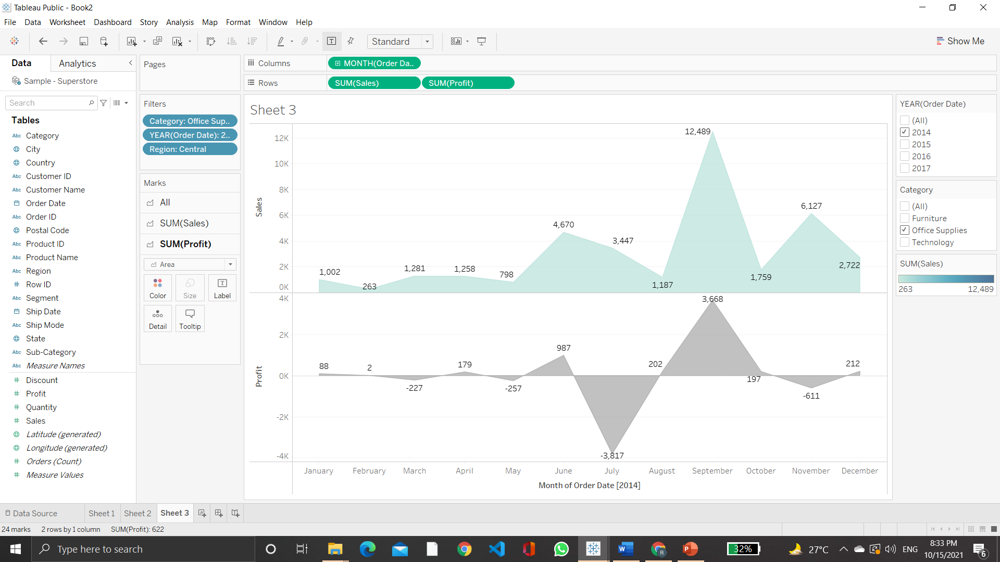 Tableau Public - Book2
File Data Worksheet Dashboard Story Analysis Map Format Window Help
Standard
Show Me
Data
Analytics
Sample - Superstore
Search
Tables
Abc Category
City
Country
Abc Customer ID
Abc Customer Name
Order Date
Abc Order ID
Postal Code
Abc Product ID
Abc Product Name
Abc Region
# Row ID
Abc Segment
Ship Date
Abc Ship Mode
State
Abc Sub-Category
Abc Measure Names
# Discount
# Profit
# Quantity
# Sales
Latitude (generated)
Longitude (generated)
# Orders (Count)
# Measure Values
Pages
Filters
Category: Office Sup..
YEAR(Order Date): 2..
Region: Central
Marks
All
SUM(Sales)
SUM(Profit)
Area
Color Size Label
Detail Tooltip
Columns
MONTH(Order Da..
Rows
SUM(Sales)
SUM(Profit)
Sheet 3
Sales
12K
10K
8K
6K
4K
2K
0K
1,002
263
1,281
1,258
798
4,670
3,447
1,187
12,489
1,759
6,127
2,722
Profit
4K
2K
0K
-2K
-4K
88
2
-227
179
-257
987
-3,817
202
3,668
197
-611
212
January February March April May June July August September October November December
Month of Order Date [2014]
YEAR(Order Date)
(All)
2014
2015
2016
2017
Category
(All)
Furniture
Office Supplies
Technology
SUM(Sales)
263 12,489
Data Source Sheet 1 Sheet 2 Sheet 3
24 marks 2 rows by 1 column SUM(Profit): 622
Type here to search
32%
27°C
ENG
8:33 PM
10/15/2021
6